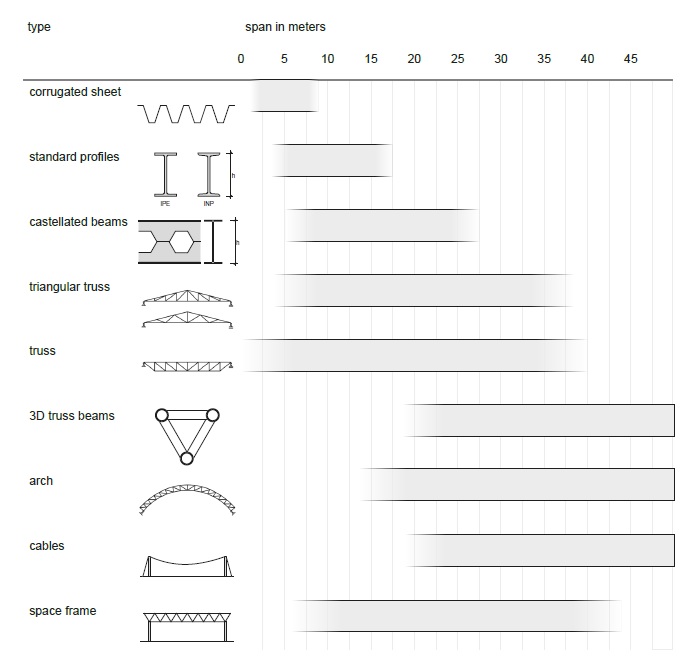 type span in meters
0 5 10 15 20 25 30 35 40 45
corrugated sheet
standard profiles
h
IPE INP
castellated beams
h
triangular truss
truss
3D truss beams
arch
cables
space frame